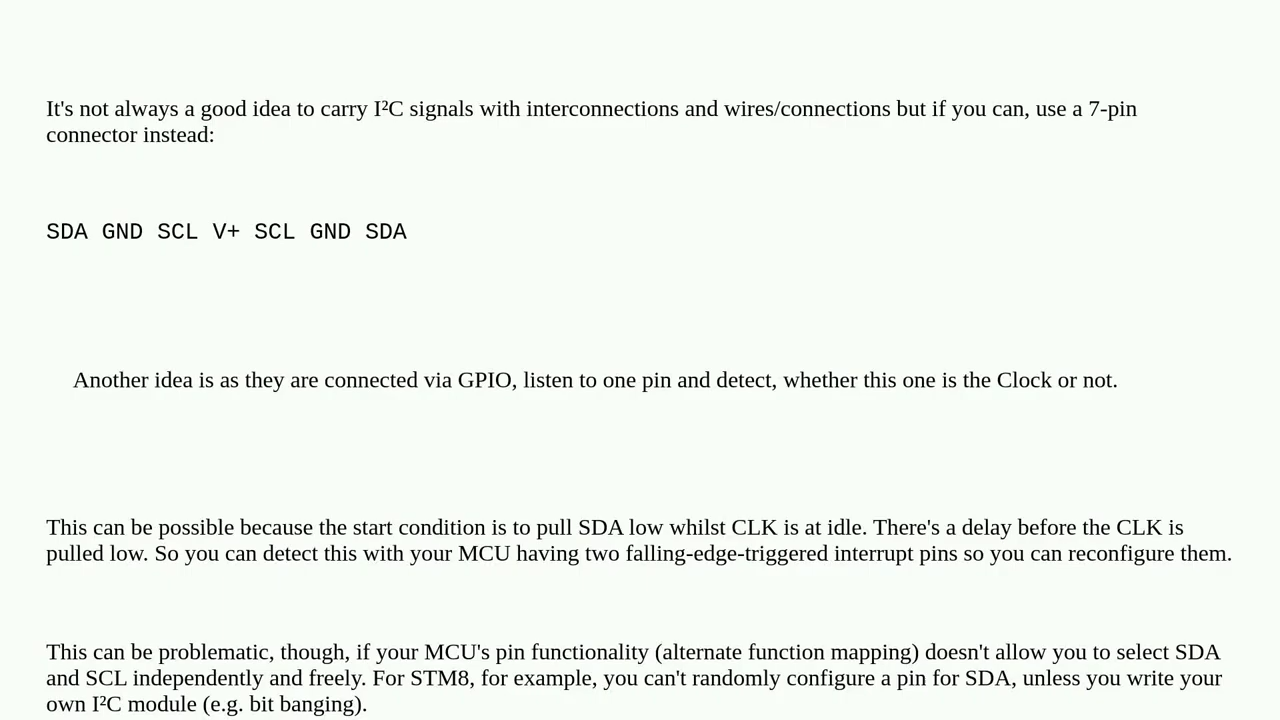 It's not always a good idea to carry I²C signals with interconnections and wires/connections but if you can, use a 7-pin
connector instead:
SDA GND SCL V+ SCL GND SDA
Another idea is as they are connected via GPIO, listen to one pin and detect, whether this one is the Clock or not.
This can be possible because the start condition is to pull SDA low whilst CLK is at idle. There's a delay before the CLK is
pulled low. So you can detect this with your MCU having two falling-edge-triggered interrupt pins so you can reconfigure them.
This can be problematic, though, if your MCU's pin functionality (alternate function mapping) doesn't allow you to select SDA
and SCL independently and freely. For STM8, for example, you can't randomly configure a pin for SDA, unless you write your
own I²C module (e.g. bit banging).